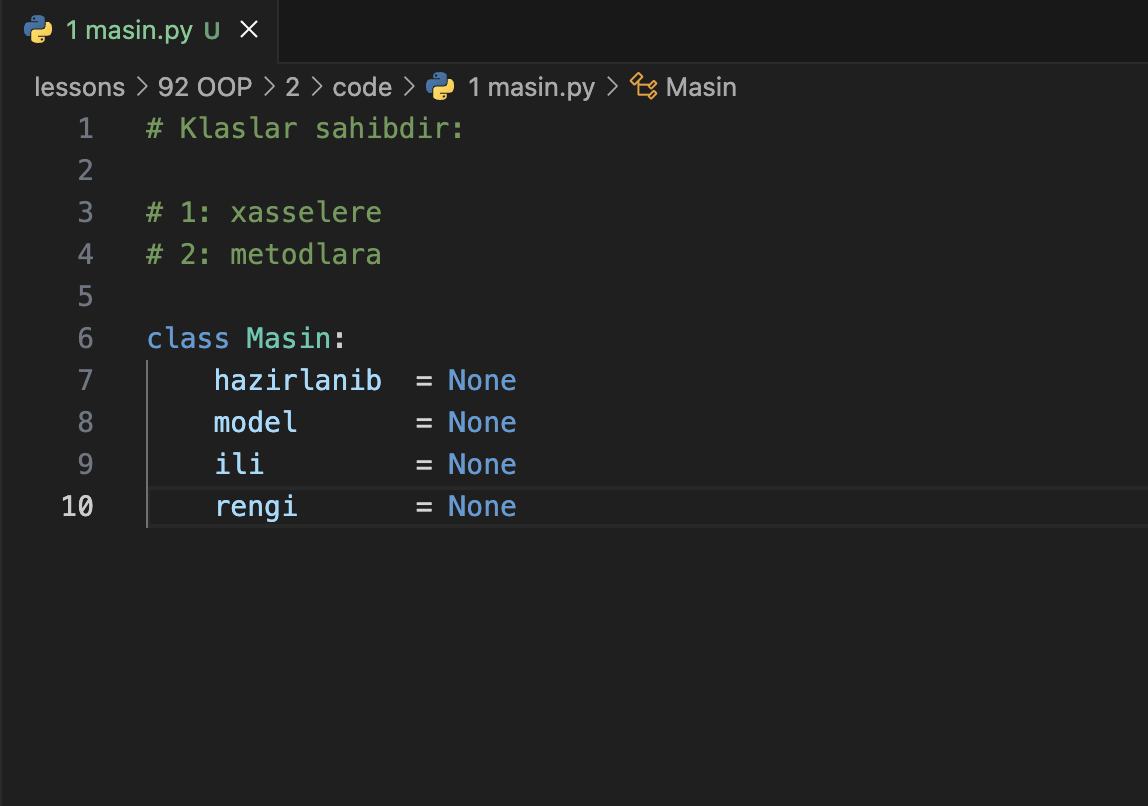 1 masin.py U ×
lessons > 92 OOP > 2 > code > 1 masin.py > Masin
1 # Klaslar sahibdir:
2
3 # 1: xasselere
4 # 2: metodlara
5
6 class Masin:
7     hazirlanib  = None
8     model       = None
9     ili         = None
10     rengi       = None